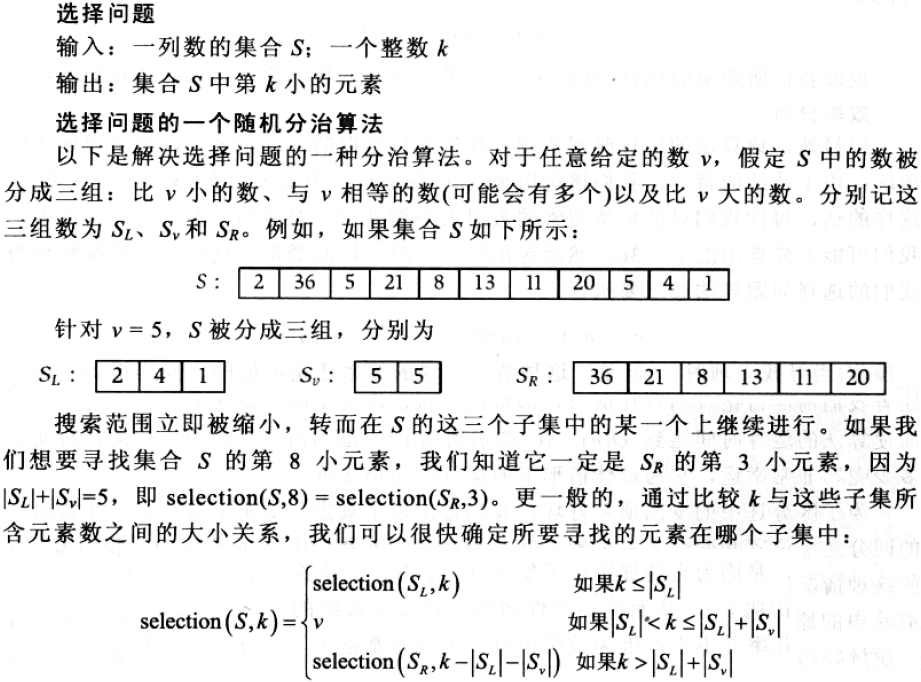 选择问题
输入：一列数的集合 S；一个整数 k
输出：集合 S 中第 k 小的元素
选择问题的一个随机分治算法
以下是解决选择问题的一种分治算法。对于任意给定的数 v，假定 S 中的数被
分成三组：比 v 小的数、与 v 相等的数(可能会有多个)以及比 v 大的数。分别记这
三组数为 S_L、S_v 和 S_R。例如，如果集合 S 如下所示：
S： 2 36 5 21 8 13 11 20 5 4 1
针对 v = 5，S 被分成三组，分别为
S_L： 2 4 1 S_v： 5 5 S_R： 36 21 8 13 11 20
搜索范围立即被缩小，转而在 S 的这三个子集中的某一个上继续进行。如果我
们想要寻找集合 S 的第 8 小元素，我们知道它一定是 S_R 的第 3 小元素，因为
|S_L|+|S_v|=5，即 selection(S,8) = selection(S_R,3)。更一般的，通过比较 k 与这些子集所
含元素数之间的大小关系，我们可以很快确定所要寻找的元素在哪个子集中：
selection(S_L,k) 如果k ≤ |S_L|
selection(S,k) = { v 如果|S_L| < k ≤ |S_L|+|S_v|
selection(S_R,k−|S_L|−|S_v|) 如果k > |S_L|+|S_v|